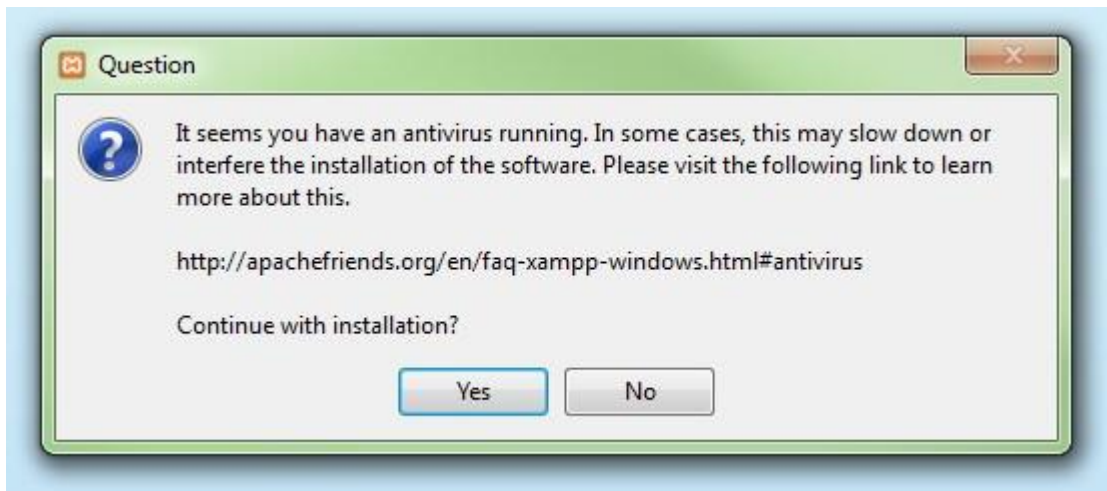 Question
It seems you have an antivirus running. In some cases, this may slow down or
interfere the installation of the software. Please visit the following link to learn
more about this.
http://apachefriends.org/en/faq-xampp-windows.html#antivirus
Continue with installation?
Yes No